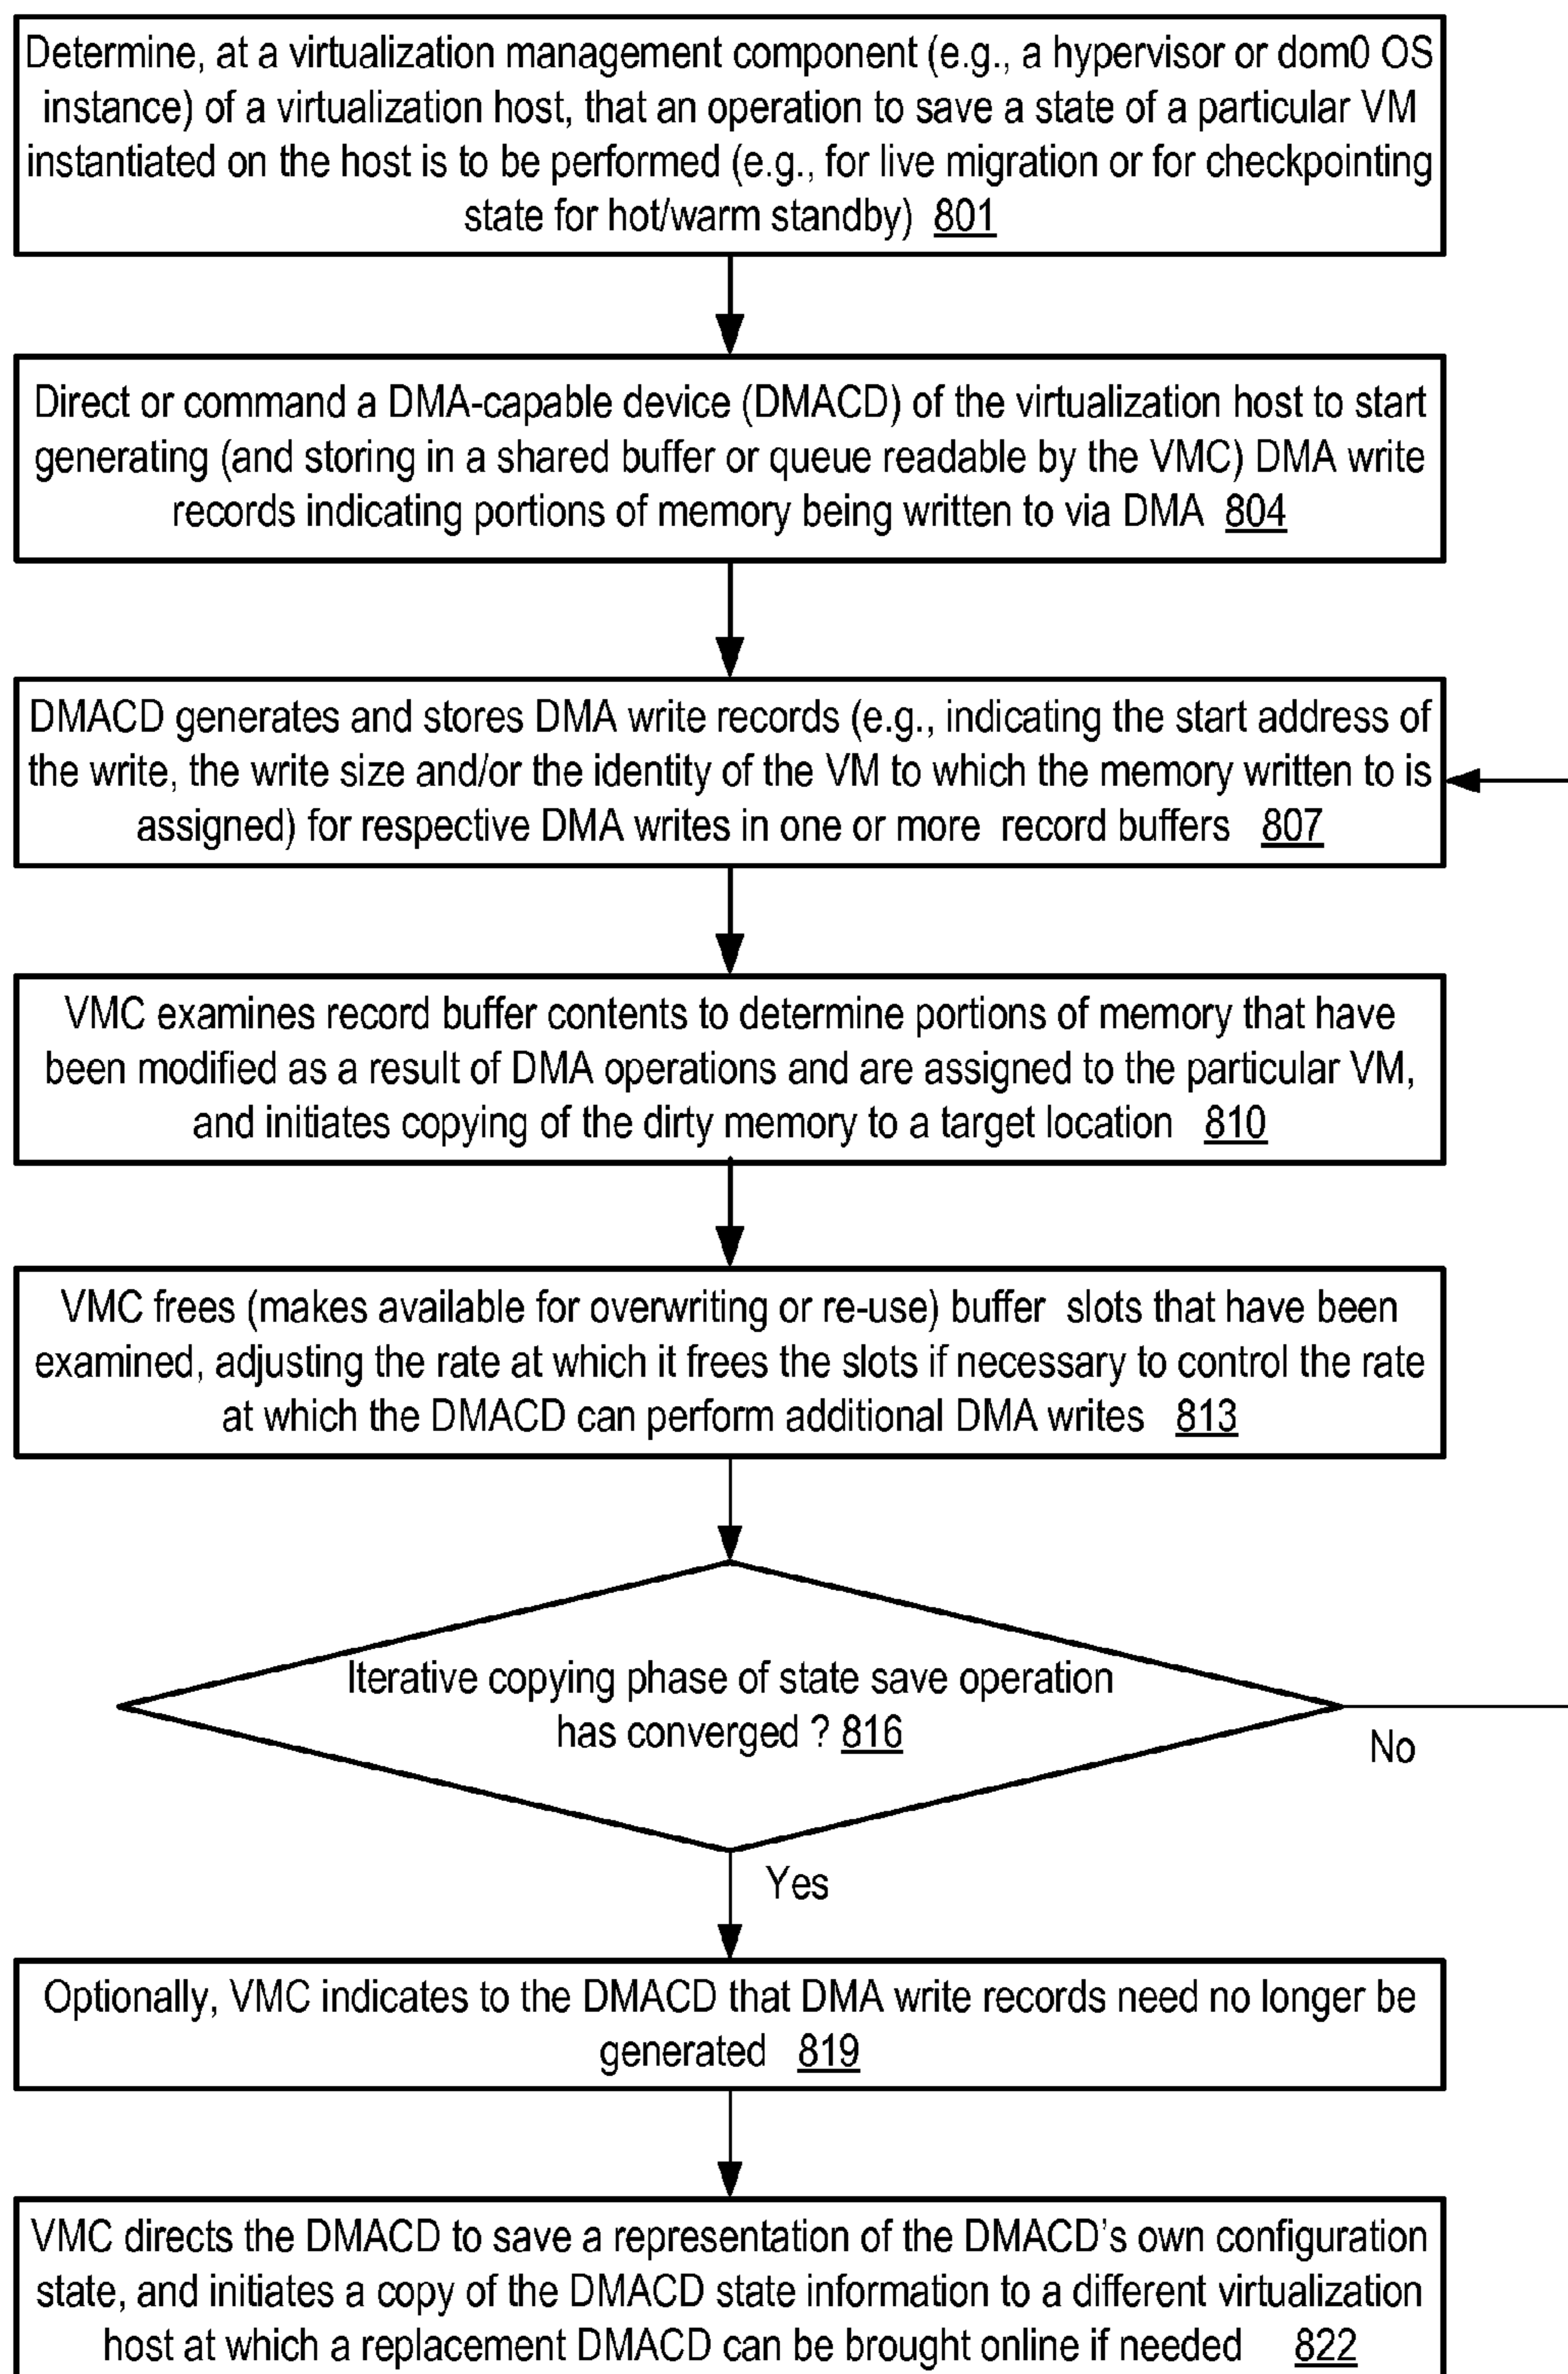 Determine, at a virtualization management component (e.g., a hypervisor or dom0 OS
instance) of a virtualization host, that an operation to save a state of a particular VM
instantiated on the host is to be performed (e.g., for live migration or for checkpointing
state for hot/warm standby) 801
Direct or command a DMA-capable device (DMACD) of the virtualization host to start
generating (and storing in a shared buffer or queue readable by the VMC) DMA write
records indicating portions of memory being written to via DMA 804
DMACD generates and stores DMA write records (e.g., indicating the start address of
the write, the write size and/or the identity of the VM to which the memory written to is
assigned) for respective DMA writes in one or more record buffers 807
VMC examines record buffer contents to determine portions of memory that have
been modified as a result of DMA operations and are assigned to the particular VM,
and initiates copying of the dirty memory to a target location 810
VMC frees (makes available for overwriting or re-use) buffer slots that have been
examined, adjusting the rate at which it frees the slots if necessary to control the rate
at which the DMACD can perform additional DMA writes 813
Iterative copying phase of state save operation
has converged ? 816
No
Yes
Optionally, VMC indicates to the DMACD that DMA write records need no longer be
generated 819
VMC directs the DMACD to save a representation of the DMACD's own configuration
state, and initiates a copy of the DMACD state information to a different virtualization
host at which a replacement DMACD can be brought online if needed 822